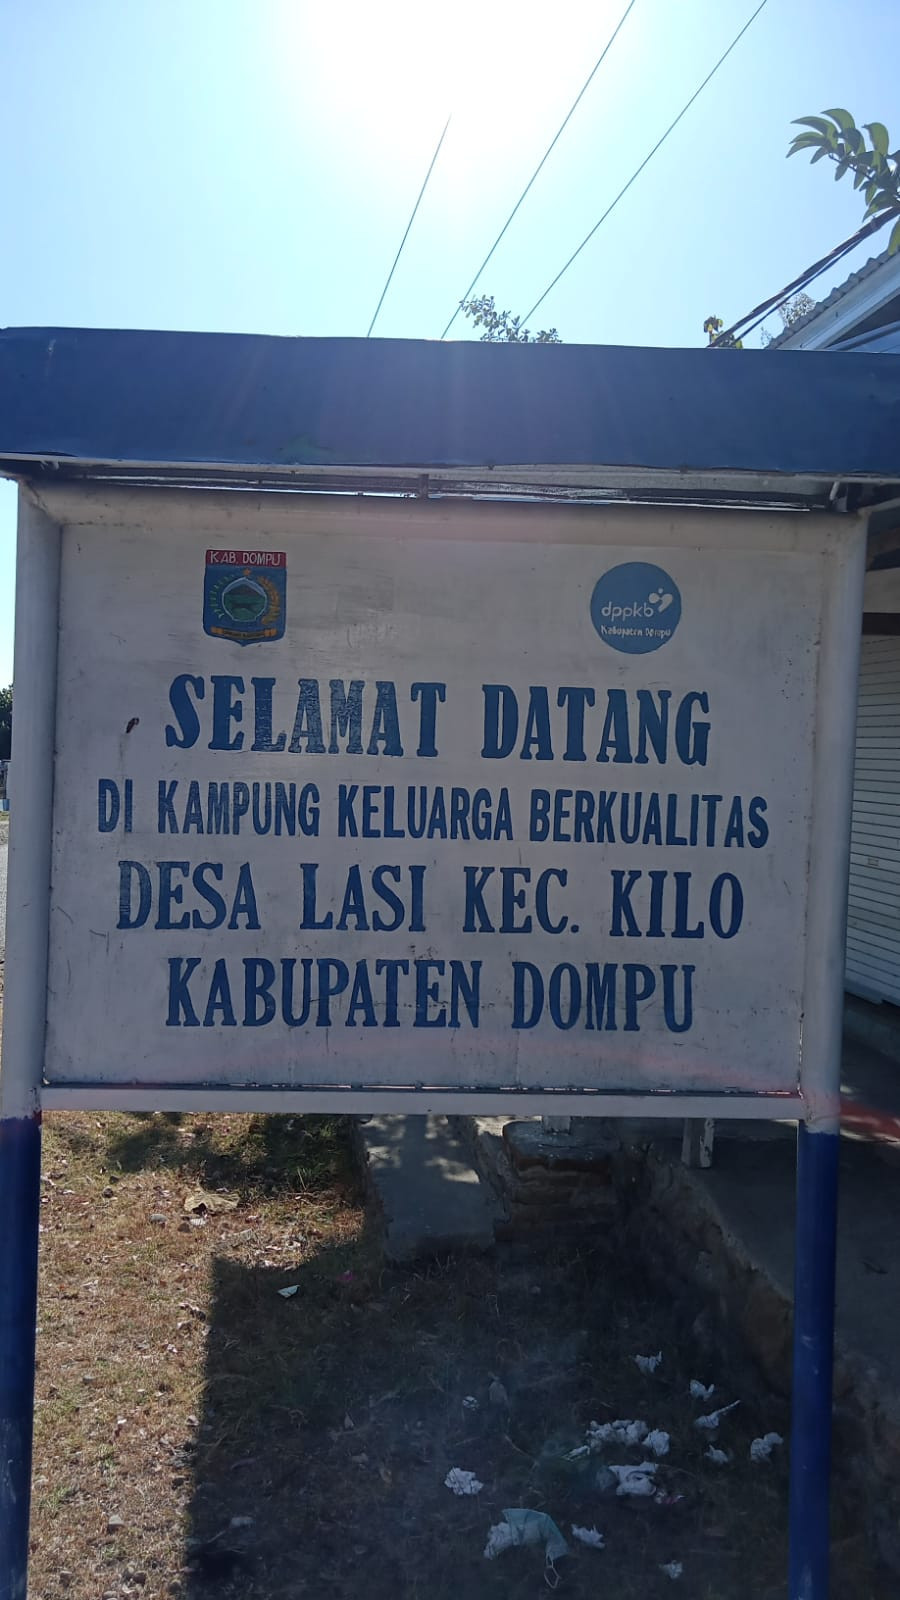 KAB. DOMPU
dppkb
Kabupaten Dompu
SELAMAT DATANG
DI KAMPUNG KELUARGA BERKUALITAS
DESA LASI KEC. KILO
KABUPATEN DOMPU